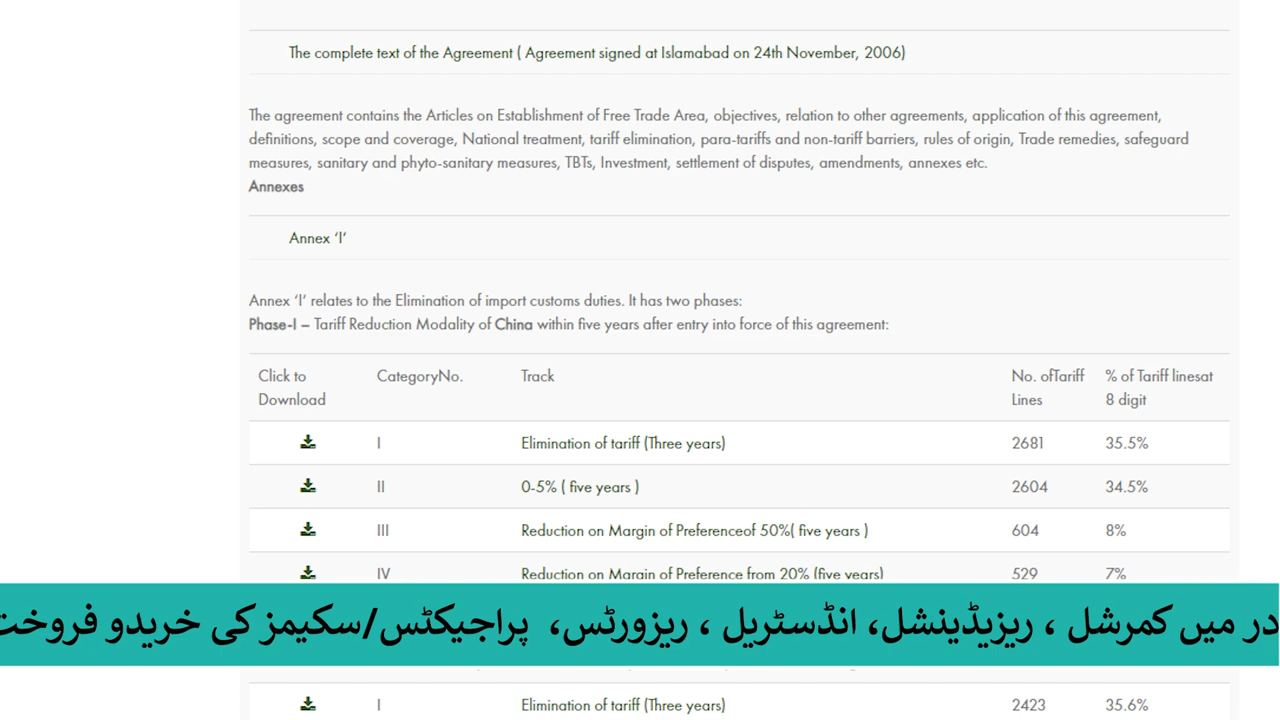 The complete text of the Agreement ( Agreement signed at Islamabad on 24th November, 2006)
The agreement contains the Articles on Establishment of Free Trade Area, objectives, relation to other agreements, application of this agreement,
definitions, scope and coverage, National treatment, tariff elimination, para-tariffs and non-tariff barriers, rules of origin, Trade remedies, safeguard
measures, sanitary and phyto-sanitary measures, TBTs, Investment, settlement of disputes, amendments, annexes etc.
Annexes
Annex ‘I’
Annex ‘I’ relates to the Elimination of import customs duties. It has two phases:
Phase-I – Tariff Reduction Modality of China within five years after entry into force of this agreement:
Click to Download CategoryNo. Track No. ofTariff Lines % of Tariff linesat 8 digit
I Elimination of tariff (Three years) 2681 35.5%
II 0-5% ( five years ) 2604 34.5%
III Reduction on Margin of Preferenceof 50%( five years ) 604 8%
IV Reduction on Margin of Preference from 20% (five years) 529 7%
در میں کمرشل ، ریزیڈینشل، انڈسٹریل ، ریزورٹس، پراجیکٹس/سکیمز کی خریدو فروخت
I Elimination of tariff (Three years) 2423 35.6%